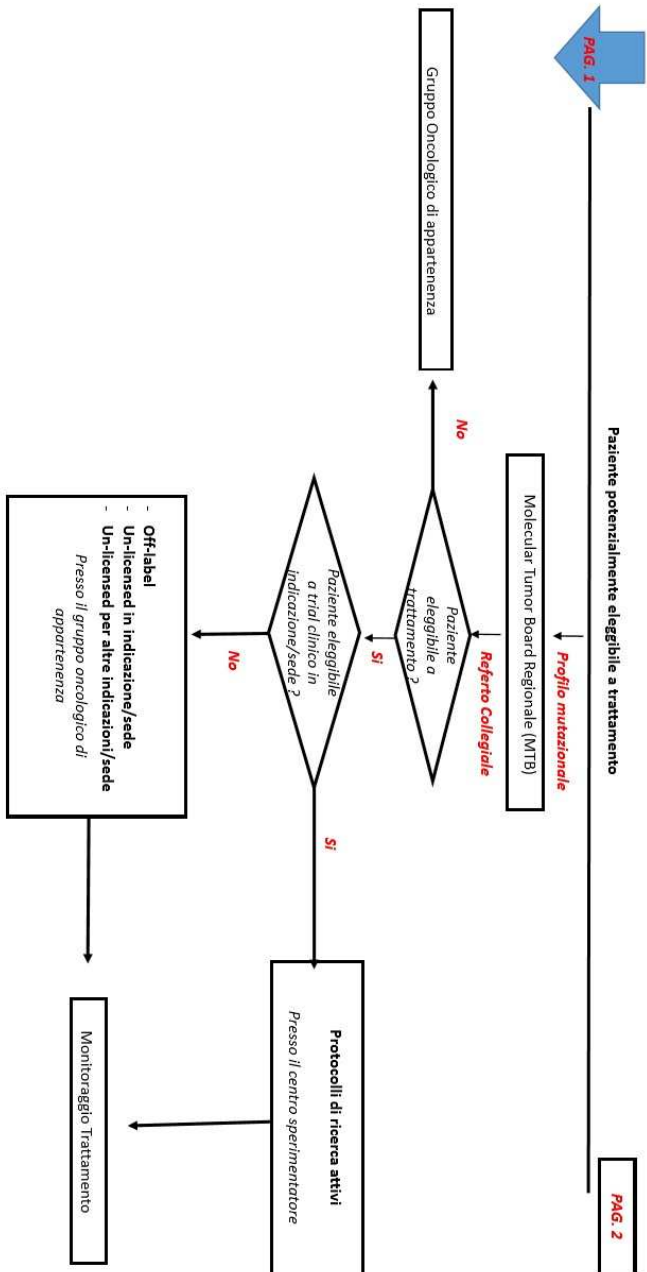 PAG. 1
PAG. 2
Paziente potenzialmente eleggibile a trattamento
Profilo mutazionale
Molecular Tumor Board Regionale (MTB)
Referto Collegiale
Paziente
eleggibile a
trattamento ?
No
Gruppo Oncologico di appartenenza
Si
Paziente eleggibile
a trial clinico in
indicazione/sede ?
Si
Protocolli di ricerca attivi
Presso il centro sperimentatore
No
- Off-label
- Un-licensed in indicazione/sede
- Un-licensed per altre indicazioni/sede
Presso il gruppo oncologico di
appartenenza
Monitoraggio Trattamento